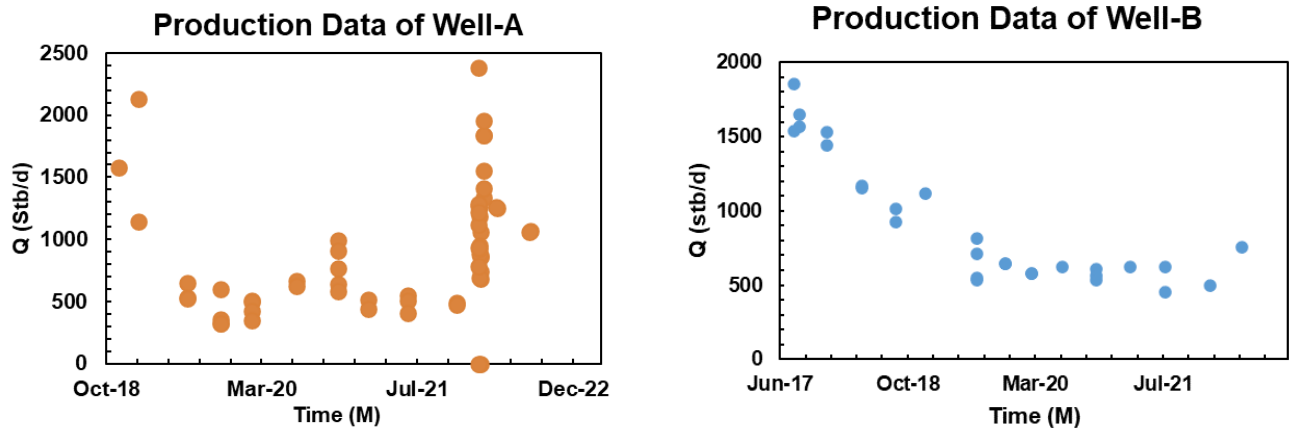 Production Data of Well-A
2500
2000
1500
1000
500
0
Q (Stb/d)
Oct-18
Mar-20
Jul-21
Dec-22
Time (M)
Production Data of Well-B
2000
1500
1000
500
0
Q (stb/d)
Jun-17
Oct-18
Mar-20
Jul-21
Time (M)